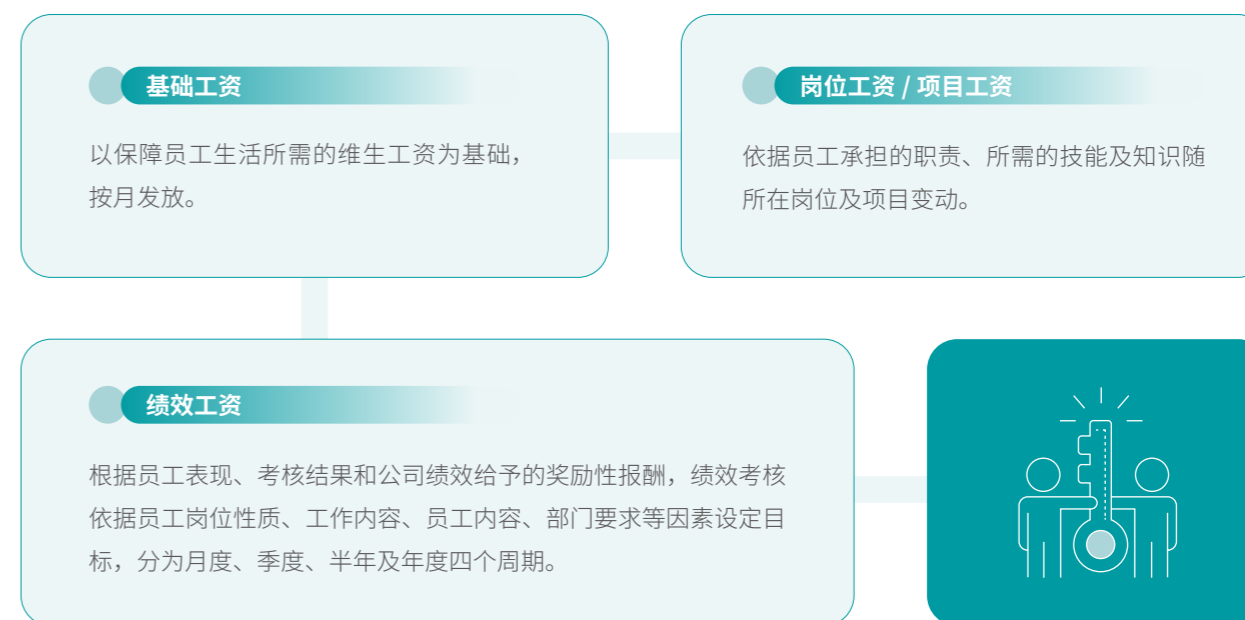 基础工资
以保障员工生活所需的维生工资为基础，
按月发放。
岗位工资 / 项目工资
依据员工承担的职责、所需的技能及知识随
所在岗位及项目变动。
绩效工资
根据员工表现、考核结果和公司绩效给予的奖励性报酬，绩效考核
依据员工岗位性质、工作内容、员工内容、部门要求等因素设定目
标，分为月度、季度、半年及年度四个周期。